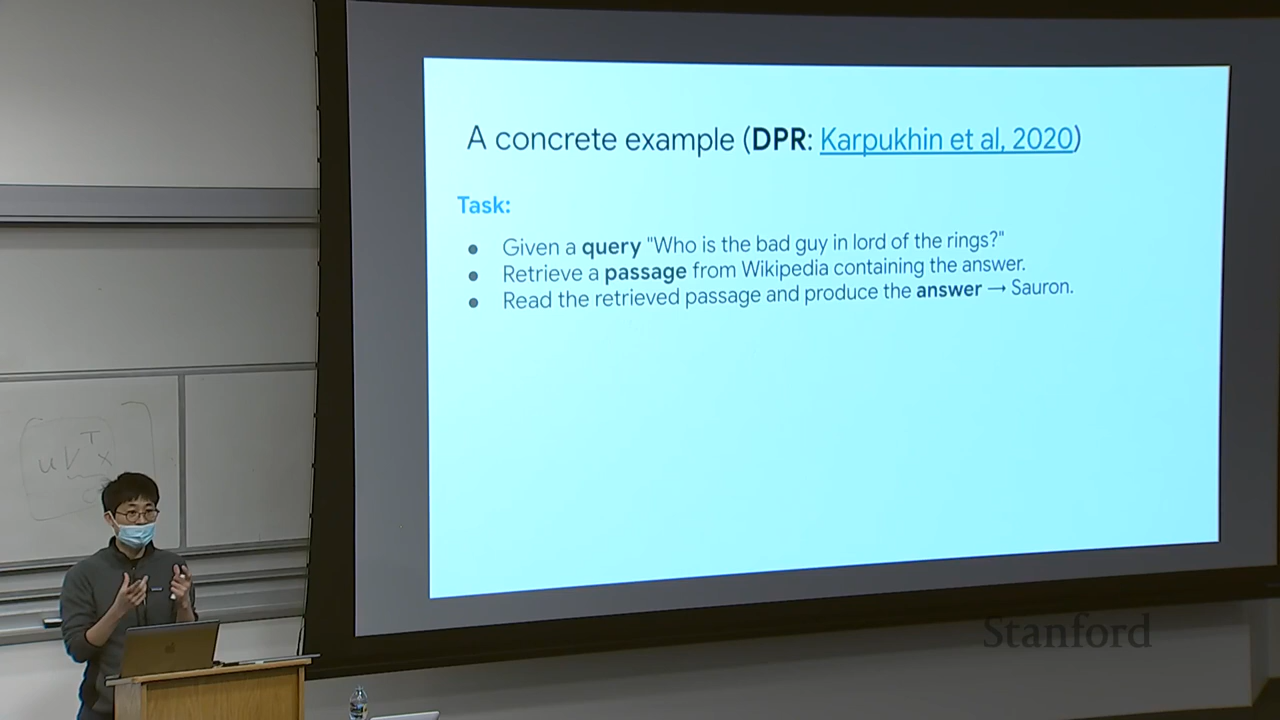 A concrete example (DPR: Karpukhin et al, 2020)
Task:
● Given a query "Who is the bad guy in lord of the rings?"
● Retrieve a passage from Wikipedia containing the answer.
● Read the retrieved passage and produce the answer → Sauron.
T
u V x
Stanford